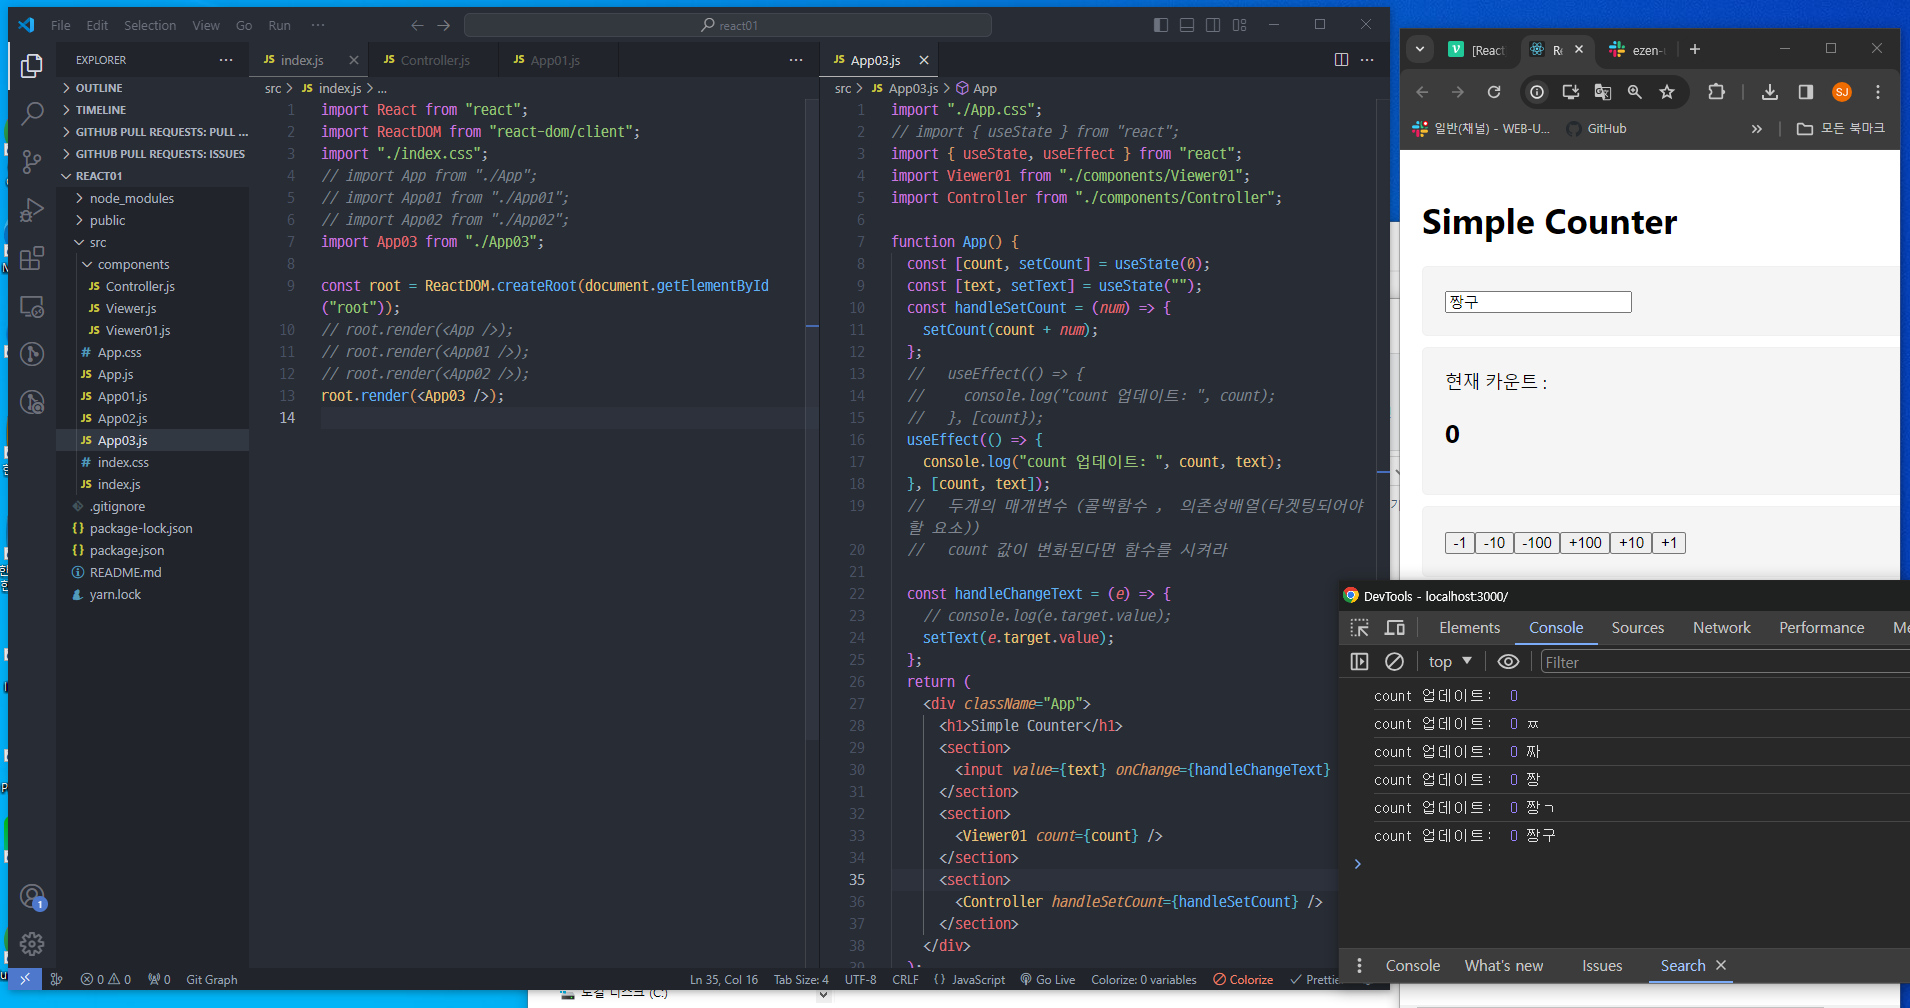 File Edit Selection View Go Run ··· react01
EXPLORER ···
OUTLINE
TIMELINE
GITHUB PULL REQUESTS: PULL ...
GITHUB PULL REQUESTS: ISSUES
REACT01
node_modules
public
src
components
JS Controller.js
JS Viewer.js
JS Viewer01.js
# App.css
JS App.js
JS App01.js
JS App02.js
JS App03.js
# index.css
JS index.js
.gitignore
{} package-lock.json
{} package.json
README.md
yarn.lock
1
JS index.js JS Controller.js JS App01.js ···
src > JS index.js > ...
1 import React from "react";
2 import ReactDOM from "react-dom/client";
3 import "./index.css";
4 // import App from "./App";
5 // import App01 from "./App01";
6 // import App02 from "./App02";
7 import App03 from "./App03";
8
9 const root = ReactDOM.createRoot(document.getElementById
("root"));
10 // root.render(<App />);
11 // root.render(<App01 />);
12 // root.render(<App02 />);
13 root.render(<App03 />);
14
JS App03.js ···
src > JS App03.js > App
1 import "./App.css";
2 // import { useState } from "react";
3 import { useState, useEffect } from "react";
4 import Viewer01 from "./components/Viewer01";
5 import Controller from "./components/Controller";
6
7 function App() {
8 const [count, setCount] = useState(0);
9 const [text, setText] = useState("");
10 const handleSetCount = (num) => {
11 setCount(count + num);
12 };
13 // useEffect(() => {
14 // console.log("count 업데이트: ", count);
15 // }, [count});
16 useEffect(() => {
17 console.log("count 업데이트: ", count, text);
18 }, [count, text]);
19 // 두개의 매개변수 (콜백함수 , 의존성배열(타겟팅되어야
할 요소))
20 // count 값이 변화된다면 함수를 시켜라
21
22 const handleChangeText = (e) => {
23 // console.log(e.target.value);
24 setText(e.target.value);
25 };
26 return (
27 <div className="App">
28 <h1>Simple Counter</h1>
29 <section>
30 <input value={text} onChange={handleChangeText}
31 </section>
32 <section>
33 <Viewer01 count={count} />
34 </section>
35 <section>
36 <Controller handleSetCount={handleSetCount} />
37 </section>
38 </div>
39 );
0 0 0 Git Graph Ln 35, Col 16 Tab Size: 4 UTF-8 CRLF {} JavaScript Go Live Colorize: 0 variables Colorize
로컬 디스크 (C:)
[React Re ezen-
SJ
일반(채널) - WEB-U... GitHub » 모든 북마크
Simple Counter
짱구
현재 카운트 :
0
-1 -10 -100 +100 +10 +1
DevTools - localhost:3000/
Elements Console Sources Network Performance
top Filter
count 업데이트: 0
count 업데이트: 0 ㅉ
count 업데이트: 0 짜
count 업데이트: 0 짱
count 업데이트: 0 짱ㄱ
count 업데이트: 0 짱구
Console What's new Issues Search